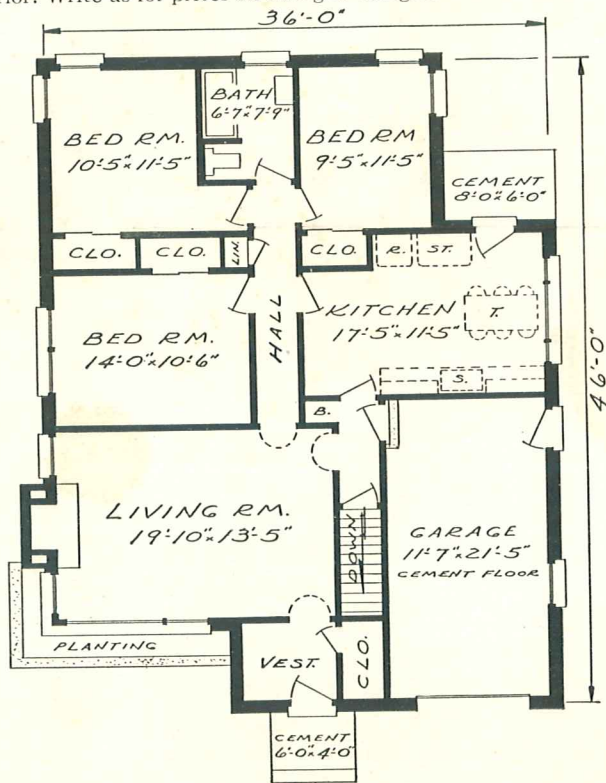 36'-0"
BATH
6'-7"x7'-9"
BED RM.
10'-5"x11'-5"
BED RM
9'-5"x11'-5"
CEMENT
8'-0"x6'-0"
CLO.
CLO.
LIN.
CLO.
R.
ST.
HALL
KITCHEN
17'-5"x11'-5"
T.
BED RM.
14'-0"x10'-6"
S.
B.
46'-0"
LIVING RM.
19'-10"x13'-5"
DOWN
GARAGE
11'-7"x21'-5"
CEMENT FLOOR
PLANTING
VEST.
CLO.
CEMENT
6'-0"x4'-0"